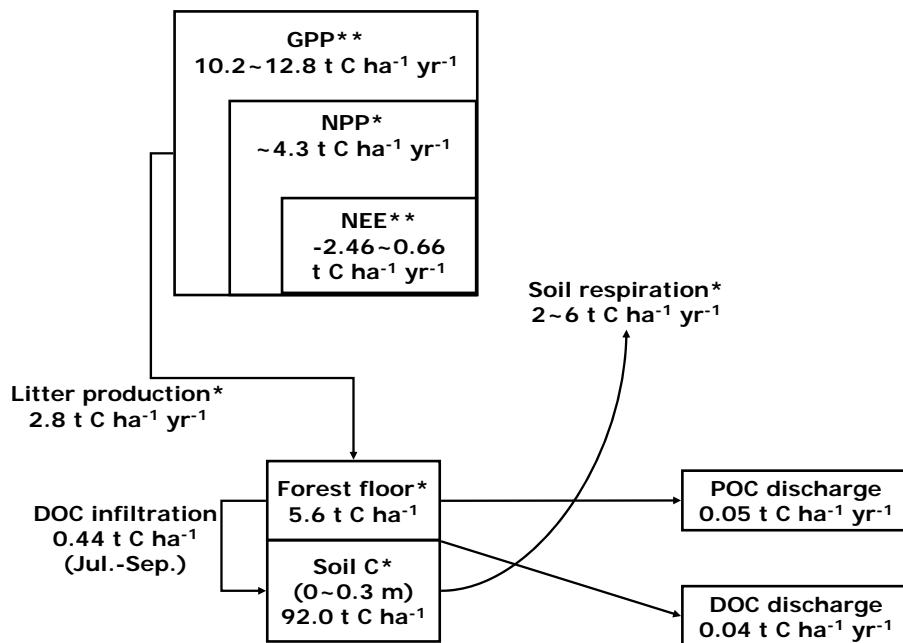 GPP**
10.2~12.8 t C ha⁻¹ yr⁻¹
NPP*
~4.3 t C ha⁻¹ yr⁻¹
NEE**
-2.46~0.66
t C ha⁻¹ yr⁻¹
Soil respiration*
2~6 t C ha⁻¹ yr⁻¹
Litter production*
2.8 t C ha⁻¹ yr⁻¹
Forest floor*
5.6 t C ha⁻¹
DOC infiltration
0.44 t C ha⁻¹
(Jul.-Sep.)
Soil C*
(0~0.3 m)
92.0 t C ha⁻¹
POC discharge
0.05 t C ha⁻¹ yr⁻¹
DOC discharge
0.04 t C ha⁻¹ yr⁻¹